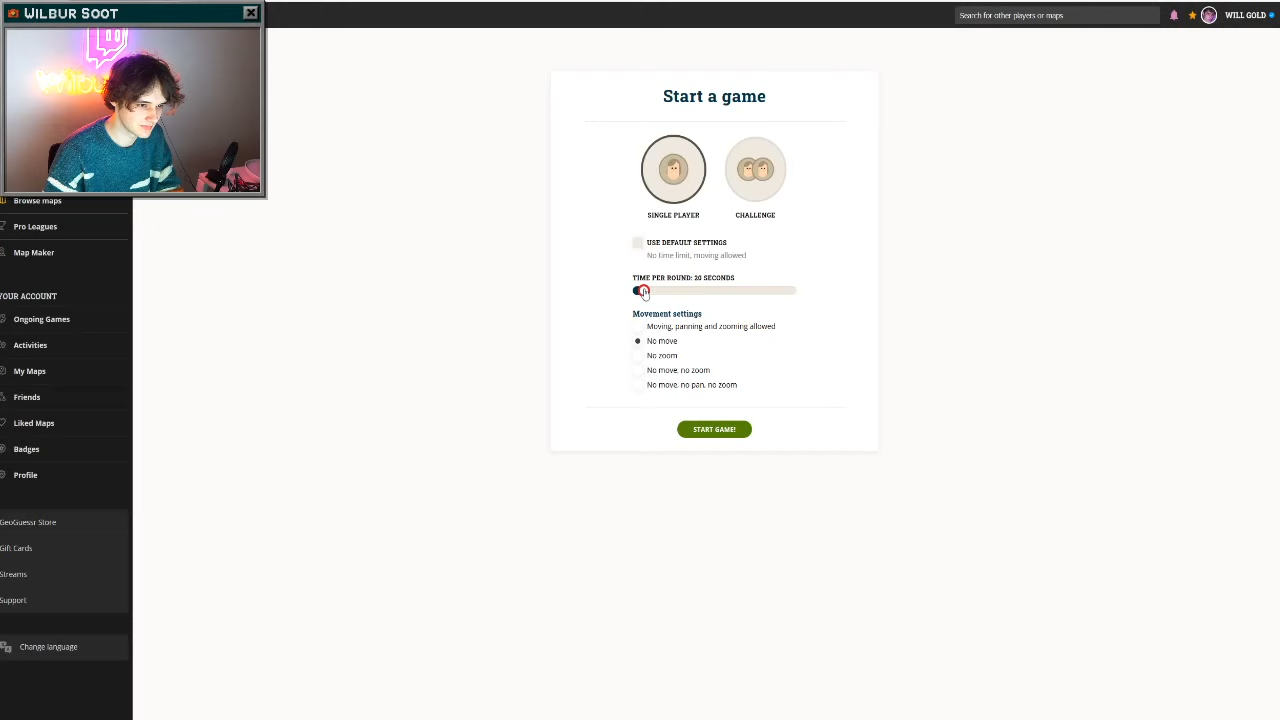 WILBUR SOOT
Search for other players or maps
WILL GOLD
Browse maps
Pro Leagues
Map Maker
YOUR ACCOUNT
Ongoing Games
Activities
My Maps
Friends
Liked Maps
Badges
Profile
GeoGuessr Store
Gift Cards
Streams
Support
Change language
Start a game
SINGLE PLAYER
CHALLENGE
USE DEFAULT SETTINGS
No time limit, moving allowed
TIME PER ROUND: 20 SECONDS
Movement settings
Moving, panning and zooming allowed
No move
No zoom
No move, no zoom
No move, no pan, no zoom
START GAME!